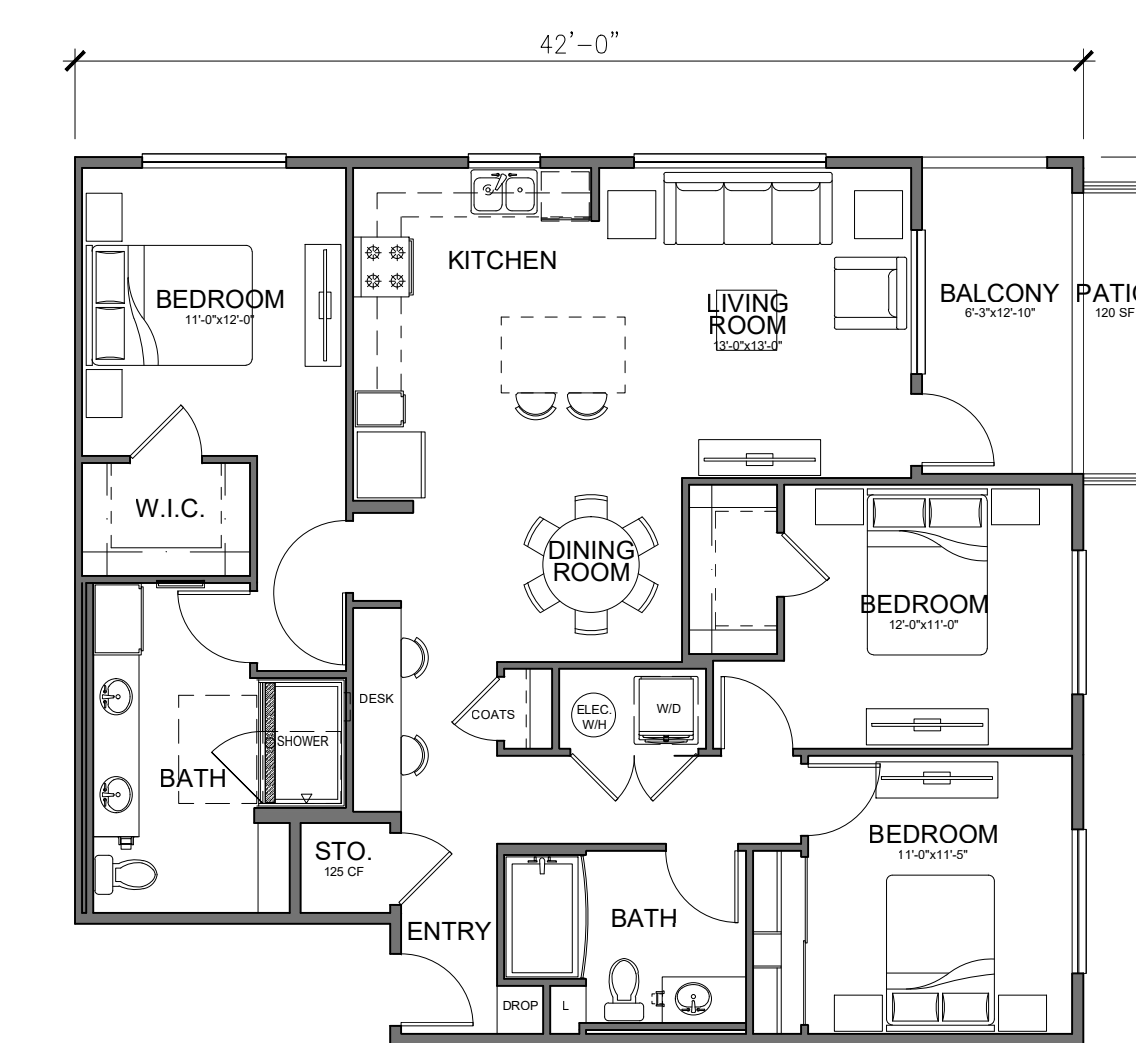 42'-0"
KITCHEN
BEDROOM
11'-0"x12'-0"
LIVING
ROOM
13'-0"x13'-0"
BALCONY
6'-3"x12'-10"
PATIO
120 SF
W.I.C.
DINING
ROOM
BEDROOM
12'-0"x11'-0"
DESK
COATS
ELEC.
W/H
W/D
SHOWER
BATH
STO.
125 CF
BEDROOM
11'-0"x11'-5"
ENTRY
BATH
DROP
L